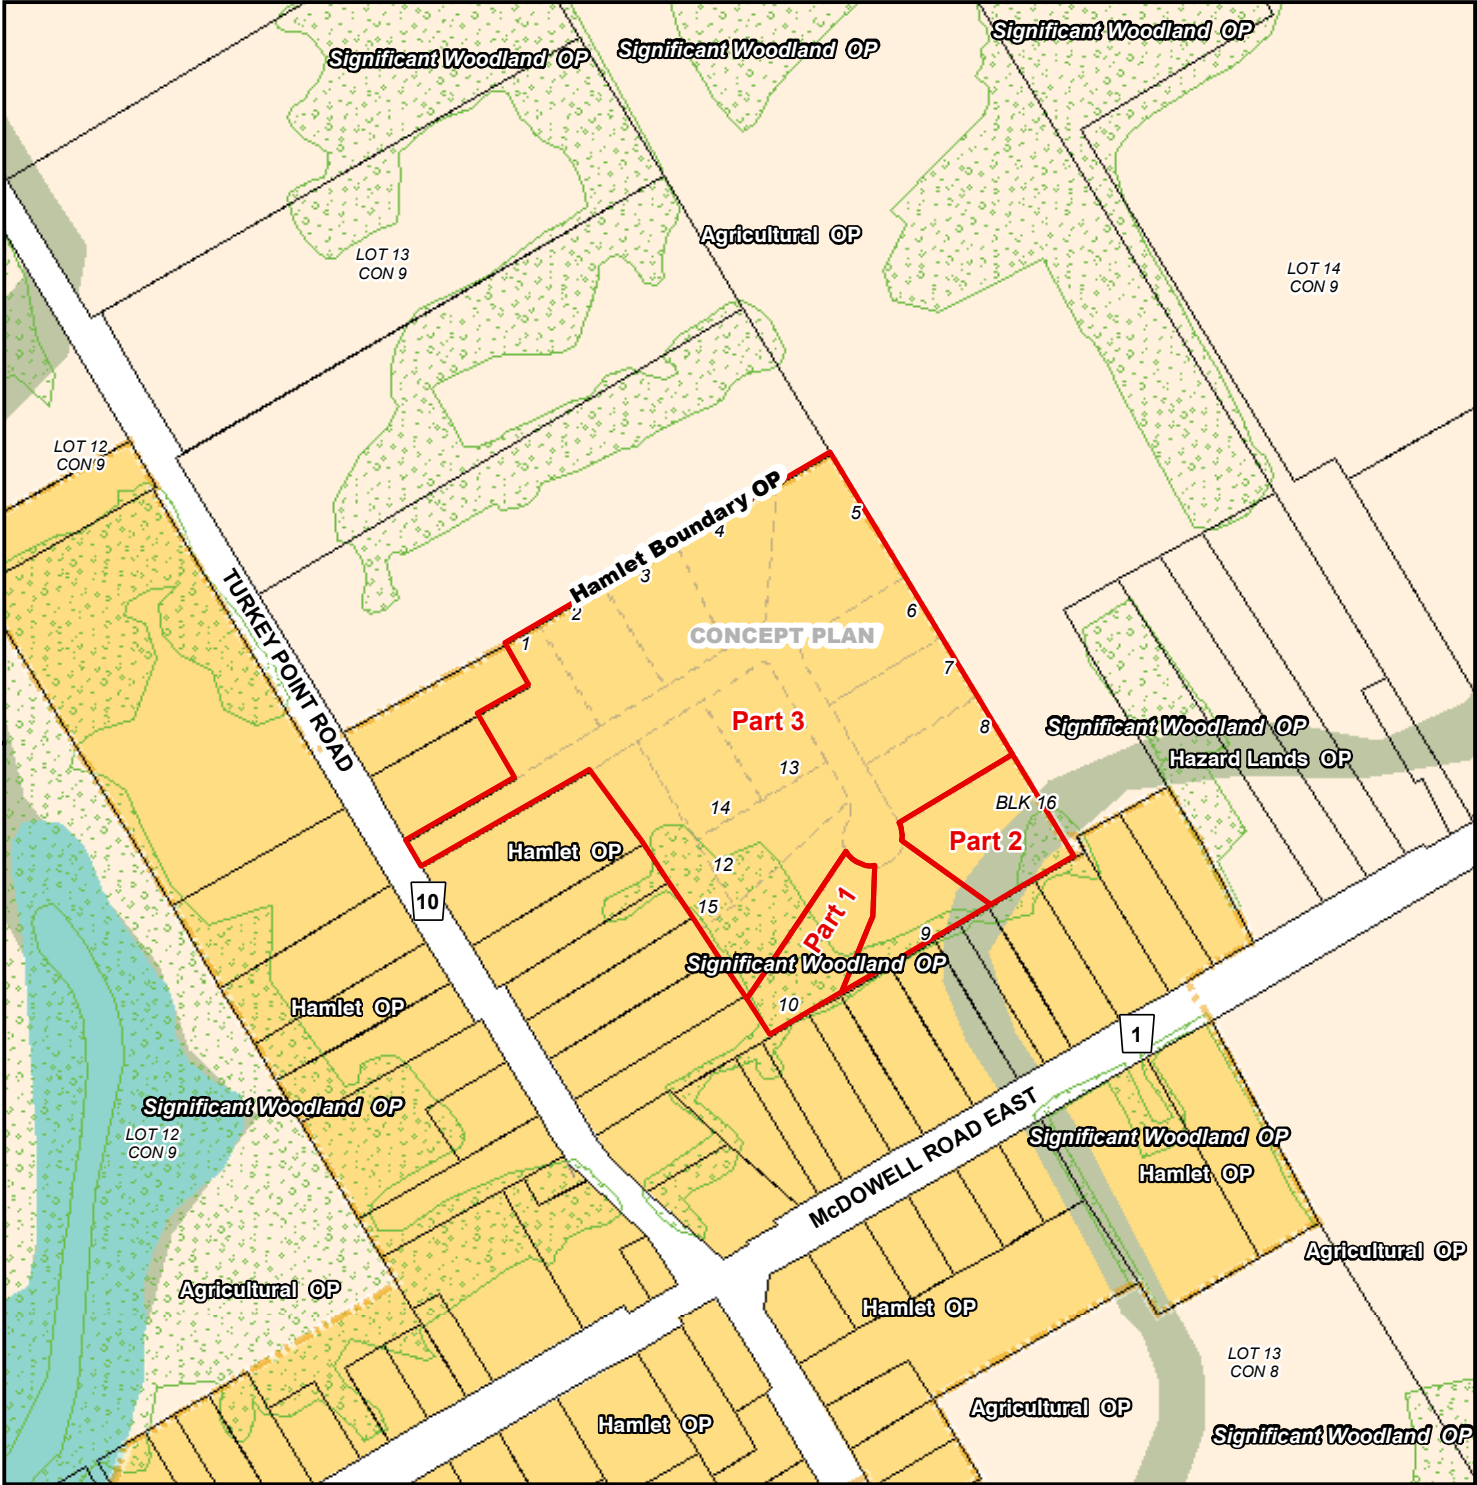 Significant Woodland OP
Significant Woodland OP
Significant Woodland OP
Agricultural OP
LOT 13
CON 9
LOT 14
CON 9
LOT 12
CON 9
Hamlet Boundary OP
TURKEY POINT ROAD
1
2
3
4
5
6
7
8
CONCEPT PLAN
Part 3
13
14
12
15
Significant Woodland OP
Hazard Lands OP
BLK 16
Part 2
Hamlet OP
10
Part 1
9
Significant Woodland OP
10
Hamlet OP
1
Significant Woodland OP
LOT 12
CON 9
McDOWELL ROAD EAST
Significant Woodland OP
Hamlet OP
Agricultural OP
Agricultural OP
Hamlet OP
LOT 13
CON 8
Agricultural OP
Hamlet OP
Significant Woodland OP